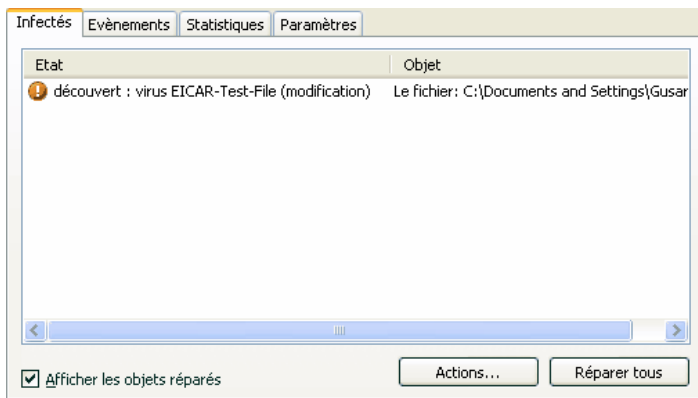 Infectés Evènements Statistiques Paramètres
Etat Objet
découvert : virus EICAR-Test-File (modification) Le fichier: C:\Documents and Settings\Gusar
Afficher les objets réparés Actions... Réparer tous